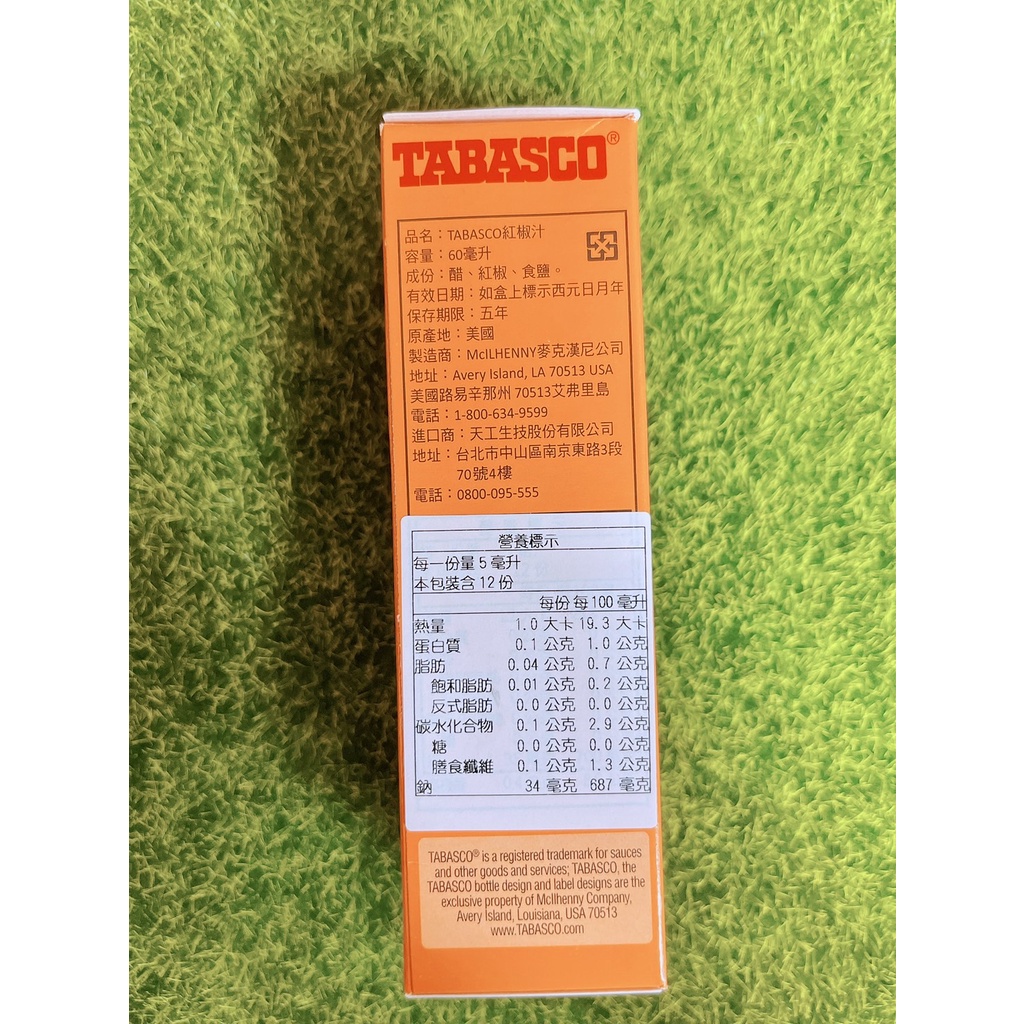 TABASCO®
品名：TABASCO紅椒汁
容量：60毫升
成份：醋、紅椒、食鹽。
有效日期：如盒上標示西元日月年
保存期限：五年
原產地：美國
製造商：McILHENNY麥克漢尼公司
地址：Avery Island, LA 70513 USA
美國路易辛那州 70513艾弗里島
電話：1-800-634-9599
進口商：天工生技股份有限公司
地址：台北市中山區南京東路3段
70號4樓
電話：0800-095-555
營養標示
每一份量 5 毫升
本包裝含 12 份
每份 每 100 毫升
熱量 1.0 大卡 19.3 大卡
蛋白質 0.1 公克 1.0 公克
脂肪 0.04 公克 0.7 公克
飽和脂肪 0.01 公克 0.2 公克
反式脂肪 0.0 公克 0.0 公克
碳水化合物 0.1 公克 2.9 公克
糖 0.0 公克 0.0 公克
膳食纖維 0.1 公克 1.3 公克
鈉 34 毫克 687 毫克
TABASCO® is a registered trademark for sauces
and other goods and services; TABASCO, the
TABASCO bottle design and label designs are the
exclusive property of McIlhenny Company,
Avery Island, Louisiana, USA 70513
www.TABASCO.com